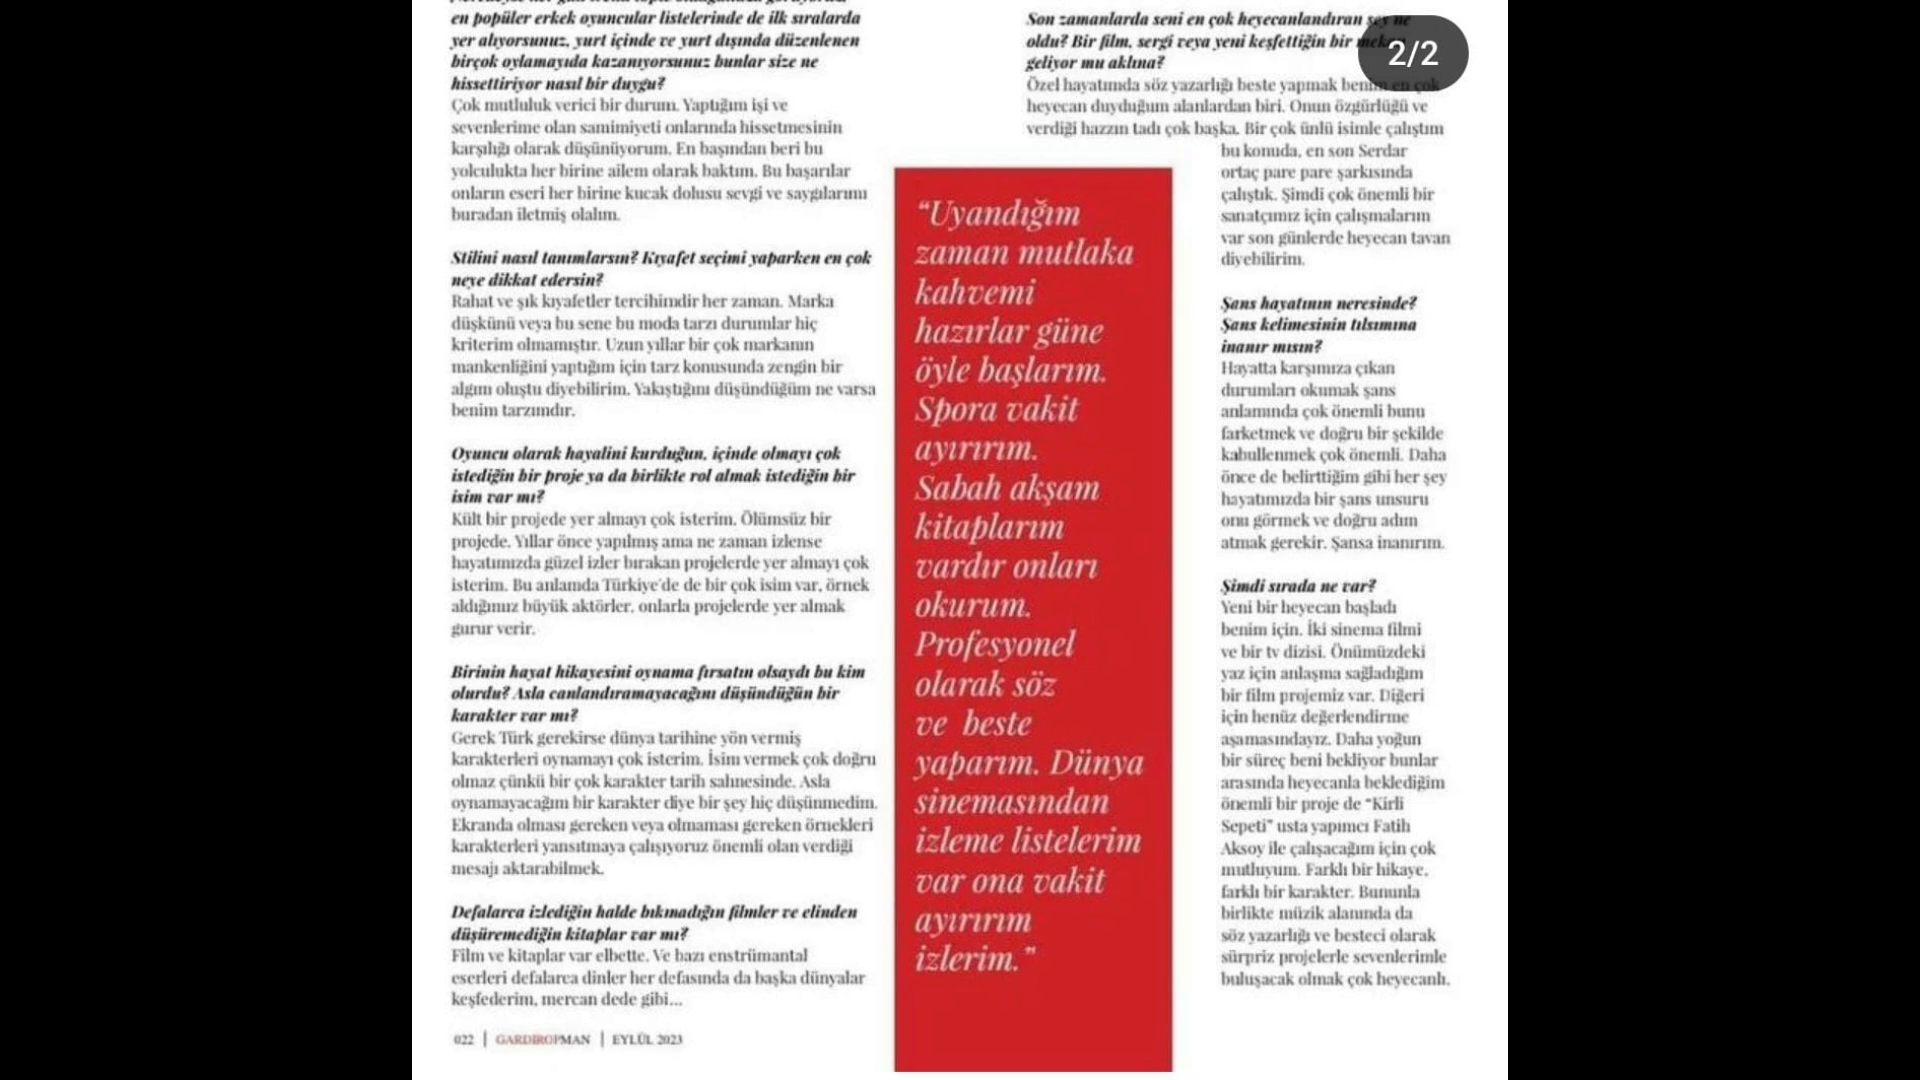 en popüler erkek oyuncular listelerinde de ilk sıralarda
yer alıyorsunuz, yurt içinde ve yurt dışında düzenlenen
birçok oylamayıda kazanıyorsunuz bunlar size ne
hissettiriyor nasıl bir duygu?
Çok mutluluk verici bir durum. Yaptığım işi ve
sevenlerime olan samimiyeti onlarında hissetmesinin
karşılığı olarak düşünüyorum. En başından beri bu
yolculukta her birine ailem olarak baktım. Bu başarılar
onların eseri her birine kucak dolusu sevgi ve saygılarımı
buradan iletmiş olalım.
Stilini nasıl tanımlarsın? Kıyafet seçimi yaparken en çok
neye dikkat edersin?
Rahat ve şık kıyafetler tercihimdir her zaman. Marka
düşkünü veya bu sene bu moda tarzı durumlar hiç
kriterim olmamıştır. Uzun yıllar bir çok markanın
mankenliğini yaptığım için tarz konusunda zengin bir
algım oluştu diyebilirim. Yakıştığını düşündüğüm ne varsa
benim tarzımdır.
Oyuncu olarak hayalini kurduğun, içinde olmayı çok
istediğin bir proje ya da birlikte rol almak istediğin bir
isim var mı?
Kült bir projede yer almayı çok isterim. Ölümsüz bir
projede. Yıllar önce yapılmış ama ne zaman izlense
hayatımızda güzel izler bırakan projelerde yer almayı çok
isterim. Bu anlamda Türkiye'de de bir çok isim var, örnek
aldığımız büyük aktörler, onlarla projelerde yer almak
gurur verir.
Birinin hayat hikayesini oynama fırsatın olsaydı bu kim
olurdu? Asla canlandıramayacağını düşündüğün bir
karakter var mı?
Gerek Türk gerekirse dünya tarihine yön vermiş
karakterleri oynamayı çok isterim. İsim vermek çok doğru
olmaz çünkü bir çok karakter tarih sahnesinde. Asla
oynamayacağım bir karakter diye bir şey hiç düşünmedim.
Ekranda olması gereken veya olmaması gereken örnekleri
karakterleri yansıtmaya çalışıyoruz önemli olan verdiği
mesajı aktarabilmek.
Defalarca izlediğin halde bıkmadığın filmler ve elinden
düşüremediğin kitaplar var mı?
Film ve kitaplar var elbette. Ve bazı enstrümantal
eserleri defalarca dinler her defasında da başka dünyalar
keşfederim, mercan dede gibi...
022 | GARDIROPMAN | EYLÜL 2023
“Uyandığım
zaman mutlaka
kahvemi
hazırlar güne
öyle başlarım.
Spora vakit
ayırırım.
Sabah akşam
kitaplarım
vardır onları
okurum.
Profesyonel
olarak söz
ve beste
yaparım. Dünya
sinemasından
izleme listelerim
var ona vakit
ayırırım
izlerim.”
Son zamanlarda seni en çok heyecanlandıran şey ne
oldu? Bir film, sergi veya yeni keşfettiğin bir mekan
geliyor mu aklına?
Özel hayatımda söz yazarlığı beste yapmak benim en çok
heyecan duyduğum alanlardan biri. Onun özgürlüğü ve
verdiği hazzın tadı çok başka. Bir çok ünlü isimle çalıştım
bu konuda, en son Serdar
ortaç pare pare şarkısında
çalıştık. Şimdi çok önemli bir
sanatçımız için çalışmalarım
var son günlerde heyecan tavan
diyebilirim.
Şans hayatının neresinde?
Şans kelimesinin tılsımına
inanır mısın?
Hayatta karşımıza çıkan
durumları okumak şans
anlamında çok önemli bunu
farketmek ve doğru bir şekilde
kabullenmek çok önemli. Daha
önce de belirttiğim gibi her şey
hayatımızda bir şans unsuru
onu görmek ve doğru adım
atmak gerekir. Şansa inanırım.
Şimdi sırada ne var?
Yeni bir heyecan başladı
benim için. İki sinema filmi
ve bir tv dizisi. Önümüzdeki
yaz için anlaşma sağladığım
bir film projemiz var. Diğeri
için henüz değerlendirme
aşamasındayız. Daha yoğun
bir süreç beni bekliyor bunlar
arasında heyecanla beklediğim
önemli bir proje de “Kirli
Sepeti” usta yapımcı Fatih
Aksoy ile çalışacağım için çok
mutluyum. Farklı bir hikaye,
farklı bir karakter. Bununla
birlikte müzik alanında da
söz yazarlığı ve besteci olarak
sürpriz projelerle sevenlerimle
buluşacak olmak çok heyecanlı.
2/2